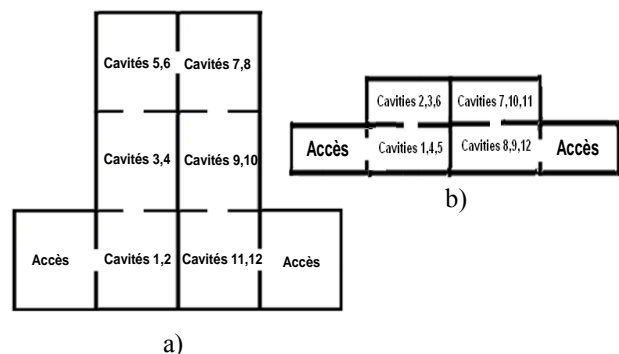 Cavités 5,6
Cavités 7,8
Cavités 3,4
Cavités 9,10
Accès
Cavités 1,2
Cavités 11,12
Accès
a)
Cavities 2,3,6
Cavities 7,10,11
Accès
Cavities 1,4,5
Cavities 8,9,12
Accès
b)